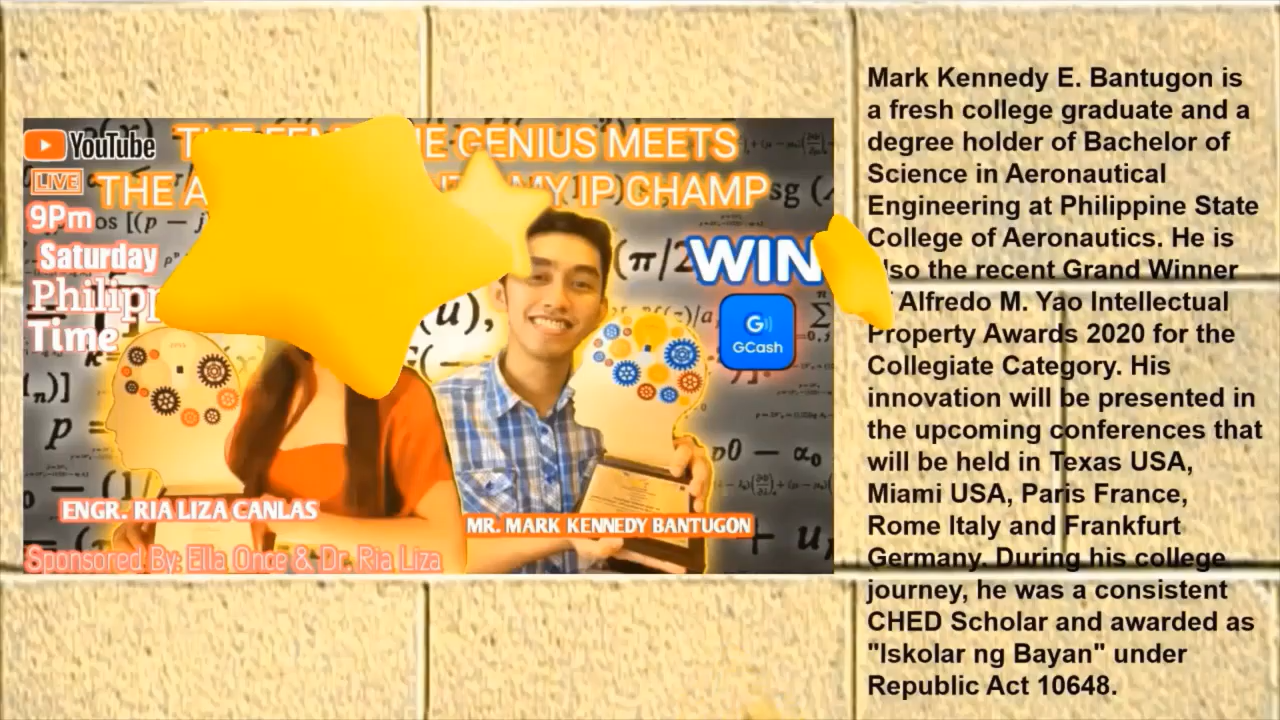 YouTube
LIVE
GENIUS MEETS
THE
MY IP CHAMP
9Pm
Saturday
Time
WIN
GCash
ENGR. RIA LIZA CANLAS
MR. MARK KENNEDY BANTUGON
Sponsored By: Ella Once & Dr. Ria Liza
Mark Kennedy E. Bantugon is
a fresh college graduate and a
degree holder of Bachelor of
Science in Aeronautical
Engineering at Philippine State
College of Aeronautics. He is
the recent Grand Winner
Alfredo M. Yao Intellectual
Property Awards 2020 for the
Collegiate Category. His
innovation will be presented in
the upcoming conferences that
will be held in Texas USA,
Miami USA, Paris France,
Rome Italy and Frankfurt
Germany. During his college
journey, he was a consistent
CHED Scholar and awarded as
"Iskolar ng Bayan" under
Republic Act 10648.